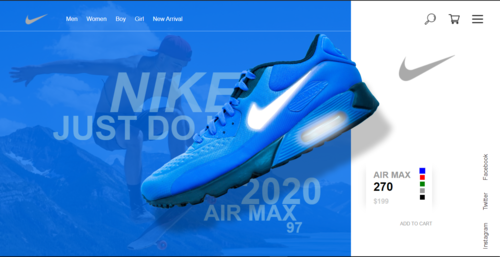 Men Women Boy Girl New Arrival
NIKE
JUST DO
2020
AIR MAX
97
AIR MAX
270
$199
ADD TO CART
Facebook
Twitter
Instagram